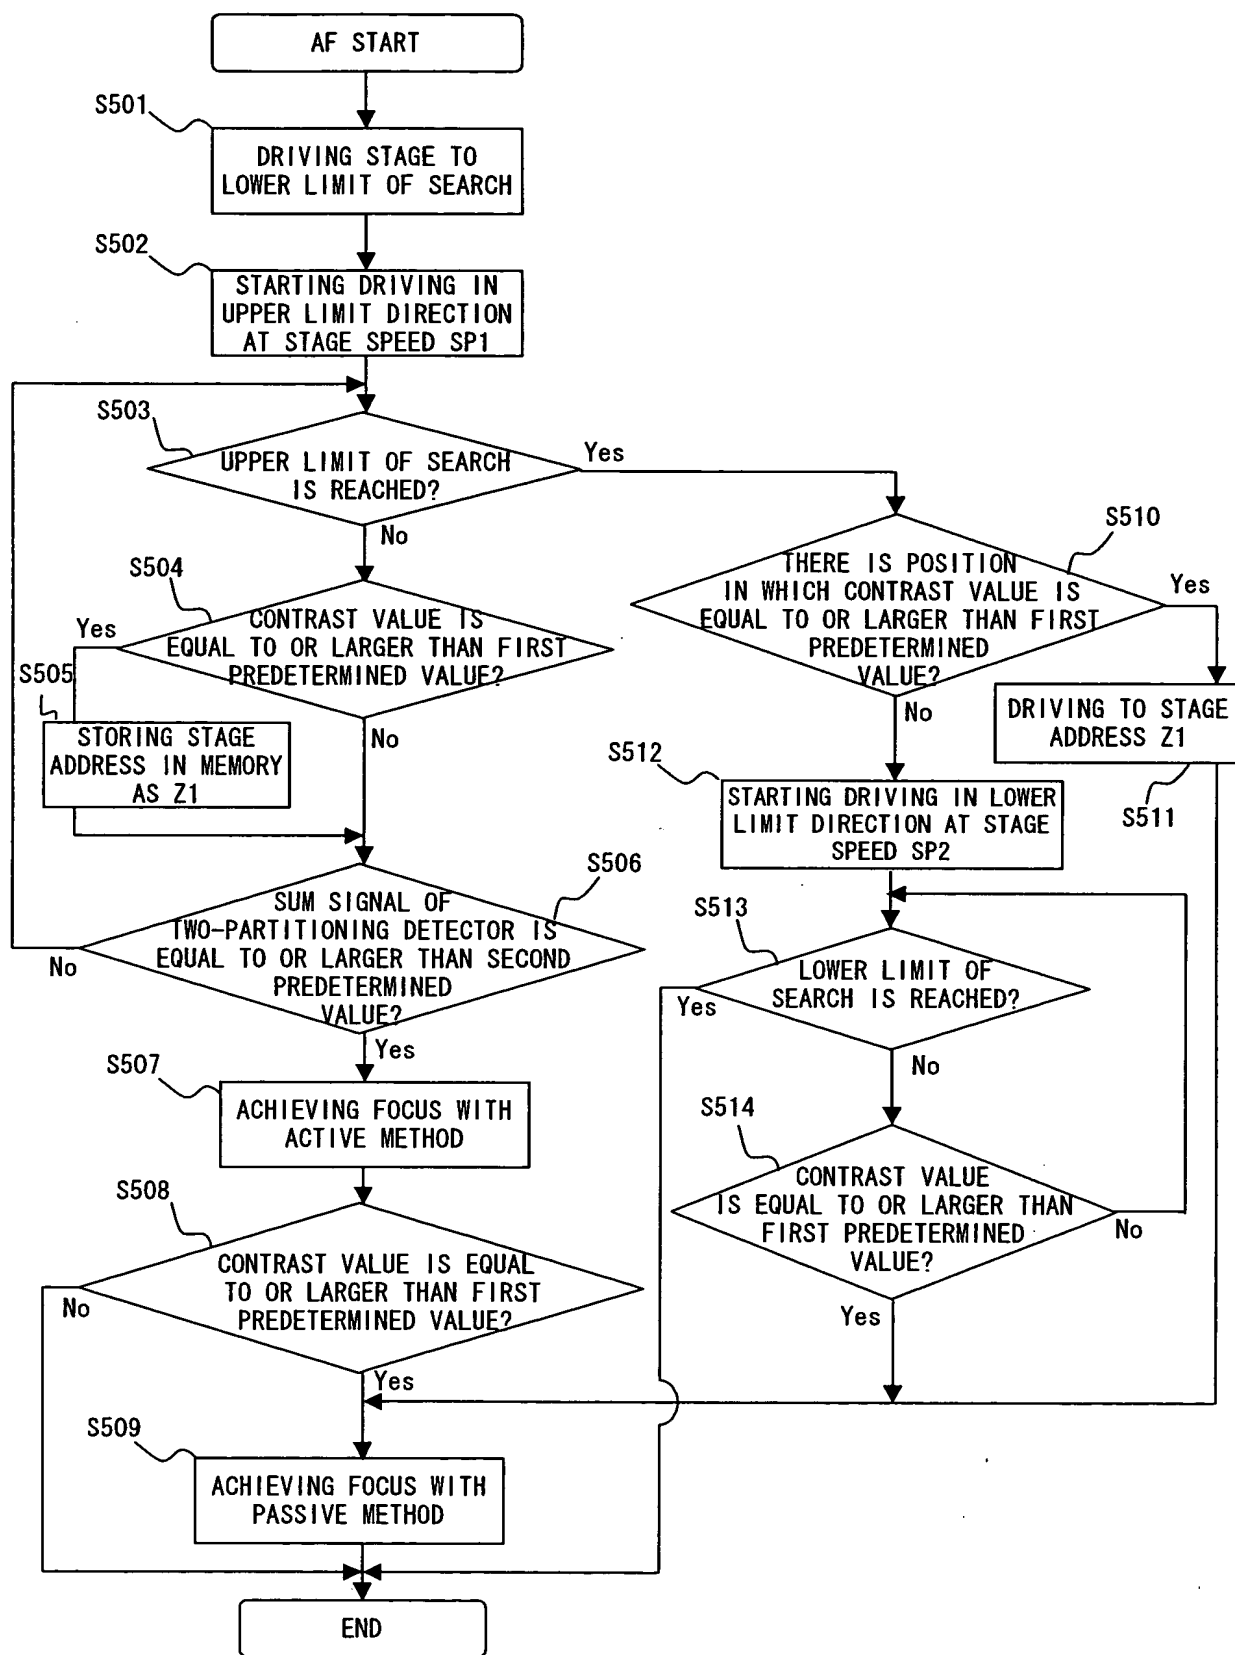 AF START
S501
DRIVING STAGE TO
LOWER LIMIT OF SEARCH
S502
STARTING DRIVING IN
UPPER LIMIT DIRECTION
AT STAGE SPEED SP1
S503
UPPER LIMIT OF SEARCH
IS REACHED?
Yes
No
S504
CONTRAST VALUE IS
EQUAL TO OR LARGER THAN FIRST
PREDETERMINED VALUE?
Yes
No
S505
STORING STAGE
ADDRESS IN MEMORY
AS Z1
S506
SUM SIGNAL OF
TWO-PARTITIONING DETECTOR IS
EQUAL TO OR LARGER THAN SECOND
PREDETERMINED
VALUE?
No
Yes
S507
ACHIEVING FOCUS WITH
ACTIVE METHOD
S508
CONTRAST VALUE IS EQUAL
TO OR LARGER THAN FIRST
PREDETERMINED VALUE?
No
Yes
S509
ACHIEVING FOCUS WITH
PASSIVE METHOD
END
S510
THERE IS POSITION
IN WHICH CONTRAST VALUE IS
EQUAL TO OR LARGER THAN FIRST
PREDETERMINED
VALUE?
Yes
No
DRIVING TO STAGE
ADDRESS Z1
S511
S512
STARTING DRIVING IN LOWER
LIMIT DIRECTION AT STAGE
SPEED SP2
S513
LOWER LIMIT OF
SEARCH IS REACHED?
Yes
No
S514
CONTRAST VALUE
IS EQUAL TO OR LARGER THAN
FIRST PREDETERMINED
VALUE?
No
Yes